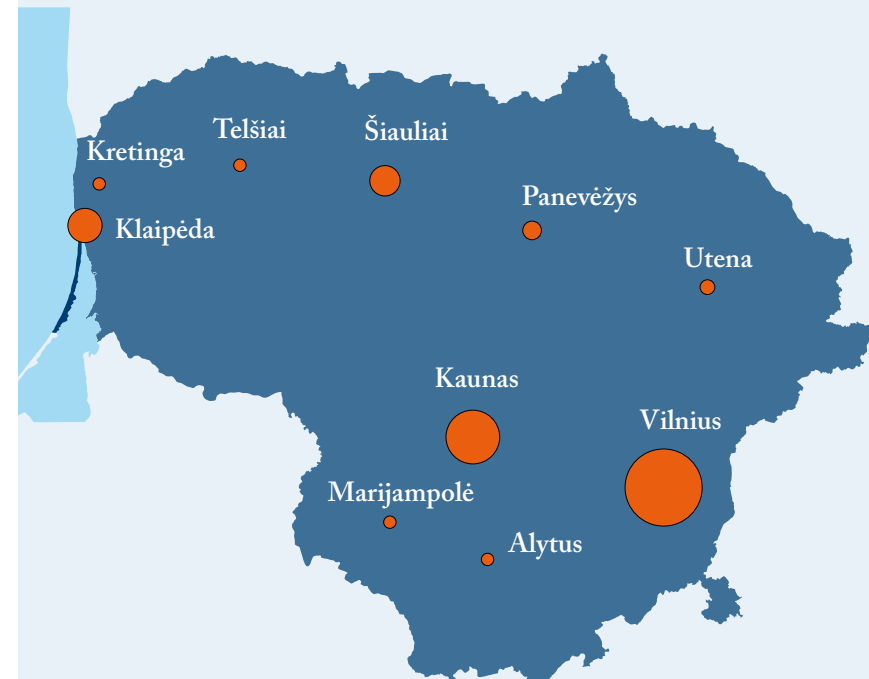 Telšiai
Šiauliai
Kretinga
Panevėžys
Klaipėda
Utena
Kaunas
Vilnius
Marijampolė
Alytus